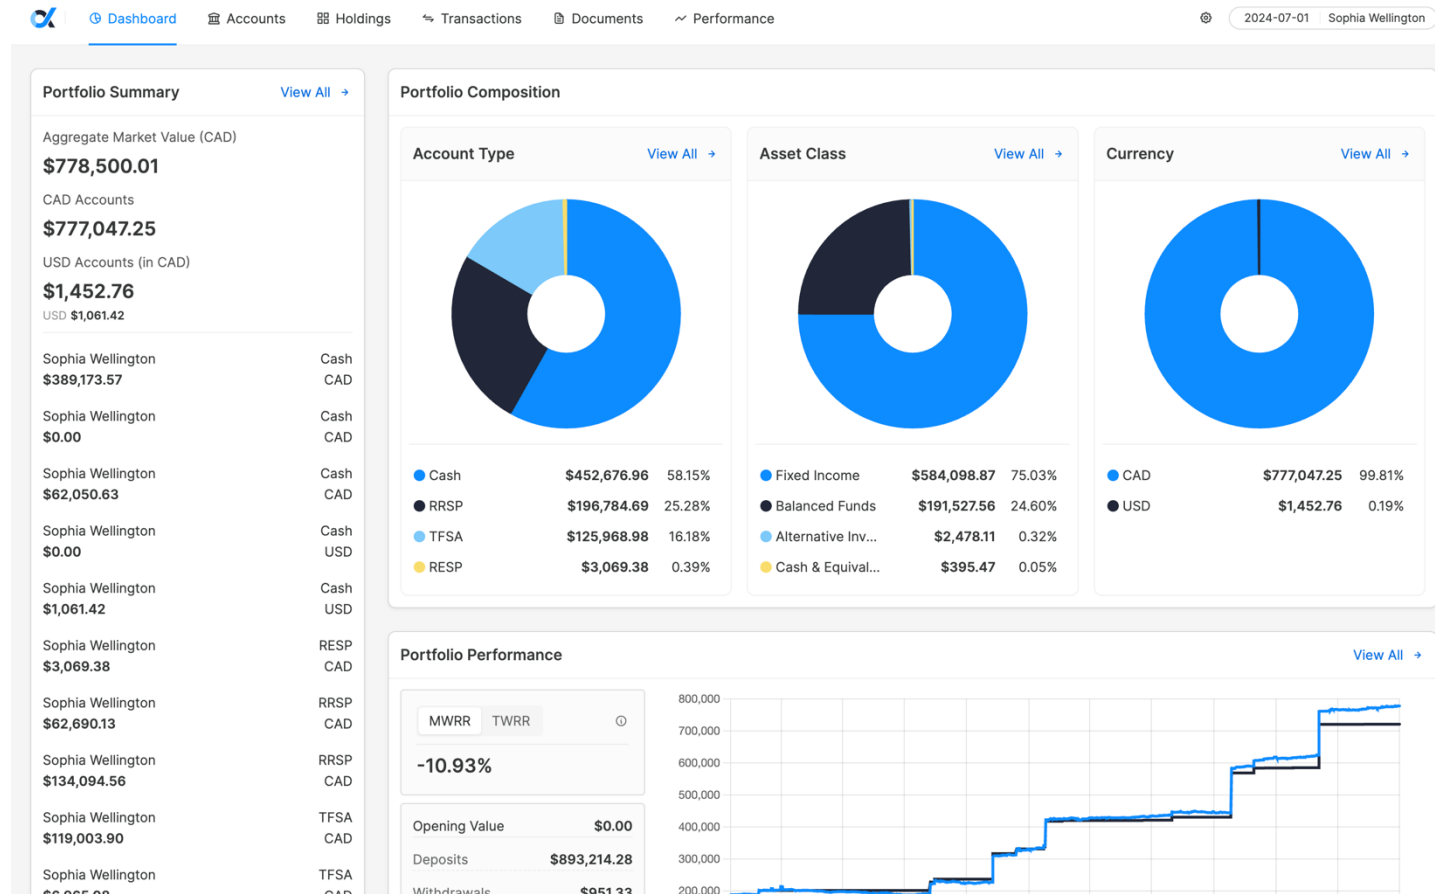 Dashboard Accounts Holdings Transactions Documents Performance 2024-07-01 Sophia Wellington
Portfolio Summary View All
Aggregate Market Value (CAD)
$778,500.01
CAD Accounts
$777,047.25
USD Accounts (in CAD)
$1,452.76
USD $1,061.42
Sophia Wellington Cash
$389,173.57 CAD
Sophia Wellington Cash
$0.00 CAD
Sophia Wellington Cash
$62,050.63 CAD
Sophia Wellington Cash
$0.00 USD
Sophia Wellington Cash
$1,061.42 USD
Sophia Wellington RESP
$3,069.38 CAD
Sophia Wellington RRSP
$62,690.13 CAD
Sophia Wellington RRSP
$134,094.56 CAD
Sophia Wellington TFSA
$119,003.90 CAD
Sophia Wellington TFSA
Portfolio Composition
Account Type View All
Cash $452,676.96 58.15%
RRSP $196,784.69 25.28%
TFSA $125,968.98 16.18%
RESP $3,069.38 0.39%
Asset Class View All
Fixed Income $584,098.87 75.03%
Balanced Funds $191,527.56 24.60%
Alternative Inv... $2,478.11 0.32%
Cash & Equival... $395.47 0.05%
Currency View All
CAD $777,047.25 99.81%
USD $1,452.76 0.19%
Portfolio Performance View All
MWRR TWRR
-10.93%
Opening Value $0.00
Deposits $893,214.28
Withdrawals $951.33
800,000
700,000
600,000
500,000
400,000
300,000
200,000